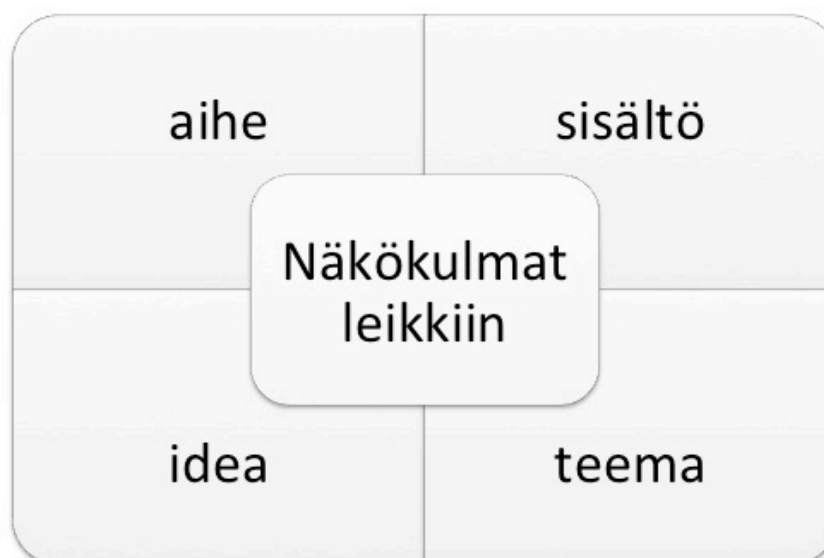 aihe
sisältö
Näkökulmat
leikkiin
idea
teema